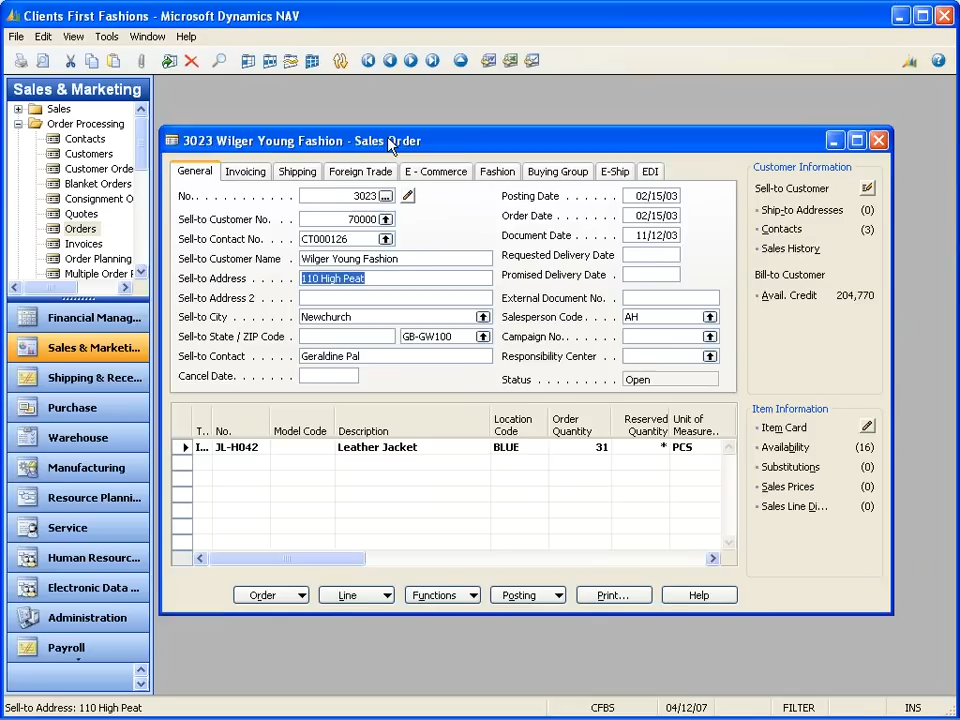 Clients First Fashions - Microsoft Dynamics NAV
File Edit View Tools Window Help
Sales & Marketing
Sales
Order Processing
Contacts
Customers
Customer Orde
Blanket Orders
Consignment O
Quotes
Orders
Invoices
Order Planning
Multiple Order F
Financial Manag...
Sales & Marketi...
Shipping & Rece...
Purchase
Warehouse
Manufacturing
Resource Planni...
Service
Human Resourc...
Electronic Data ...
Administration
Payroll
3023 Wilger Young Fashion - Sales Order
General Invoicing Shipping Foreign Trade E - Commerce Fashion Buying Group E-Ship EDI
No. 3023
Sell-to Customer No. 70000
Sell-to Contact No. CT000126
Sell-to Customer Name Wilger Young Fashion
Sell-to Address 110 High Peat
Sell-to Address 2
Sell-to City Newchurch
Sell-to State / ZIP Code GB-GW100
Sell-to Contact Geraldine Pal
Cancel Date
Posting Date 02/15/03
Order Date 02/15/03
Document Date 11/12/03
Requested Delivery Date
Promised Delivery Date
External Document No.
Salesperson Code AH
Campaign No.
Responsibility Center
Status Open
T... No. Model Code Description Location Code Order Quantity Reserved Quantity Unit of Measure..
I... JL-H042 Leather Jacket BLUE 31 * PCS
Order Line Functions Posting Print... Help
Customer Information
Sell-to Customer
Ship-to Addresses (0)
Contacts (3)
Sales History
Bill-to Customer
Avail. Credit 204,770
Item Information
Item Card
Availability (16)
Substitutions (0)
Sales Prices (0)
Sales Line Di... (0)
Sell-to Address: 110 High Peat CFBS 04/12/07 FILTER INS